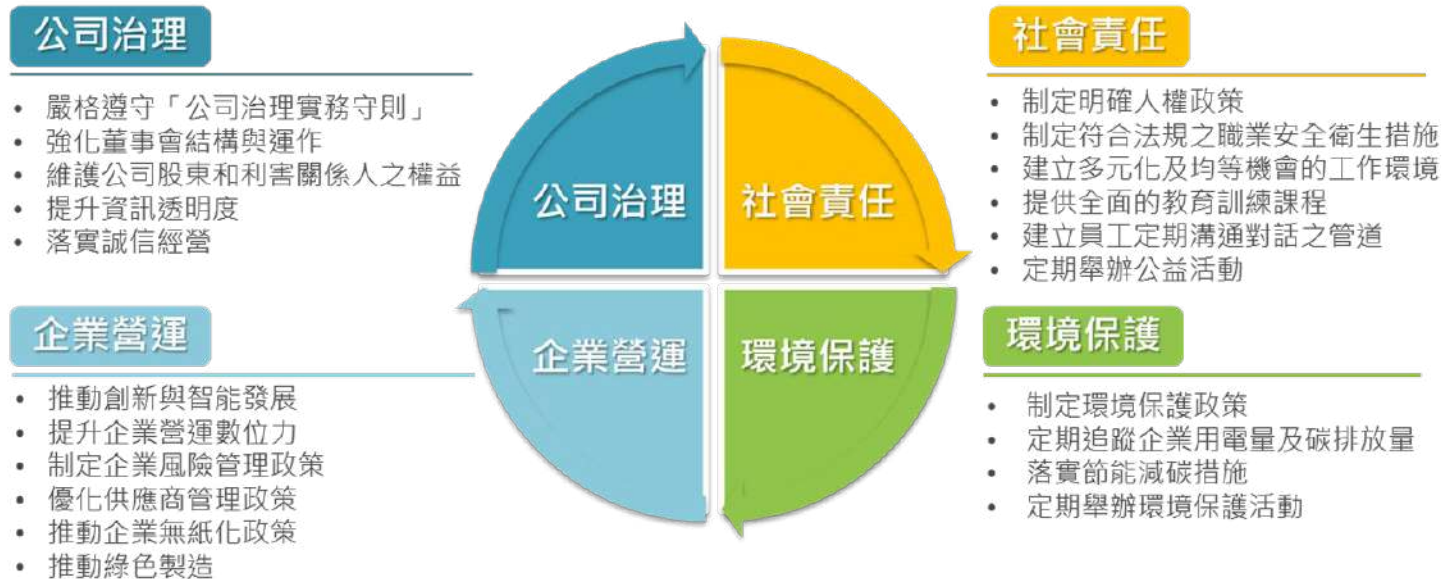 公司治理
• 嚴格遵守「公司治理實務守則」
• 強化董事會結構與運作
• 維護公司股東和利害關係人之權益
• 提升資訊透明度
• 落實誠信經營
社會責任
• 制定明確人權政策
• 制定符合法規之職業安全衛生措施
• 建立多元化及均等機會的工作環境
• 提供全面的教育訓練課程
• 建立員工定期溝通對話之管道
• 定期舉辦公益活動
公司治理
社會責任
企業營運
環境保護
企業營運
• 推動創新與智能發展
• 提升企業營運數位力
• 制定企業風險管理政策
• 優化供應商管理政策
• 推動企業無紙化政策
• 推動綠色製造
環境保護
• 制定環境保護政策
• 定期追蹤企業用電量及碳排放量
• 落實節能減碳措施
• 定期舉辦環境保護活動